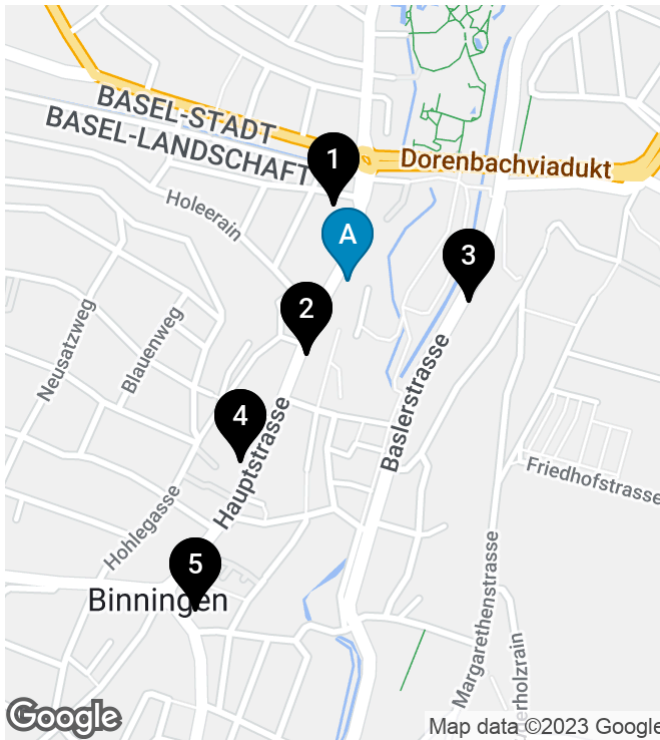 BASEL-STADT
BASEL-LANDSCHAFT
Dorenbachviadukt
1
Holeerain
A
3
2
Neusatzweg
Blauenweg
Baslerstrasse
4
Hauptstrasse
Friedhofstrasse
Hohlegasse
5
Binningen
Margarethenstrasse
Google
Map data ©2023 Google